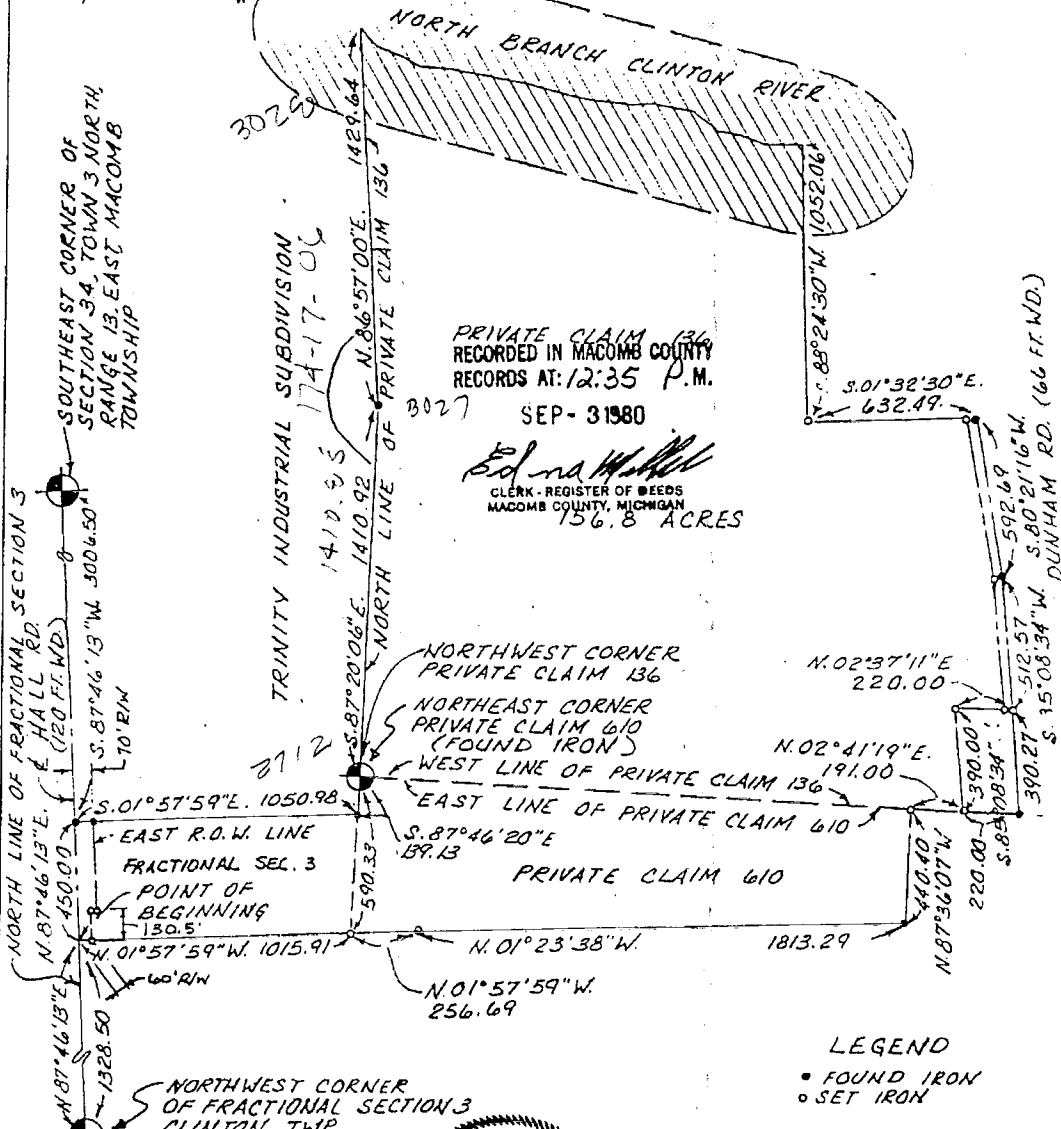 NORTH BRANCH CLINTON RIVER
3028
1429.64
N.86°57'00"E.
SOUTHEAST CORNER OF
SECTION 34, TOWN 3 NORTH,
RANGE 13, EAST MACOMB
TOWNSHIP
TRINITY INDUSTRIAL SUBDIVISION
174-17-06
1410.85
NORTH LINE OF PRIVATE CLAIM 136
3027
S.87°20'06"E. 1410.92
PRIVATE CLAIM 136
RECORDED IN MACOMB COUNTY
RECORDS AT: 12:35 P.M.
SEP - 3 1980
CLERK - REGISTER OF DEEDS
MACOMB COUNTY, MICHIGAN
156.8 ACRES
S.88°24'30"W. 1052.06
S.01°32'30"E.
632.49
592.69 S.80°21'16"W.
DUNHAM RD. (66 FT. WD.)
512.57
390.27
NORTH LINE OF FRACTIONAL SECTION 3
N.87°46'13"E. ℄ HALL RD.
(120 FT. WD.)
S.87°46'13"W. 3006.50
70' R/W
450.00
2712
NORTHWEST CORNER
PRIVATE CLAIM 136
NORTHEAST CORNER
PRIVATE CLAIM 610
(FOUND IRON)
WEST LINE OF PRIVATE CLAIM 136
EAST LINE OF PRIVATE CLAIM 610
N.02°37'11"E
220.00
N.02°41'19"E.
191.00
390.00
220.00
S.01°57'59"E. 1050.98
EAST R.O.W. LINE
S.87°46'20"E
139.13
FRACTIONAL SEC. 3
POINT OF
BEGINNING
130.5'
590.33
PRIVATE CLAIM 610
440.40
N.87°36'07"W
N.01°57'59"W. 1015.91
N.01°23'38"W.
1813.29
60' R/W
N.01°57'59"W.
256.69
N 87°46'13"E
1328.50
NORTHWEST CORNER
OF FRACTIONAL SECTION 3
CLINTON TWP.
LEGEND
• FOUND IRON
o SET IRON